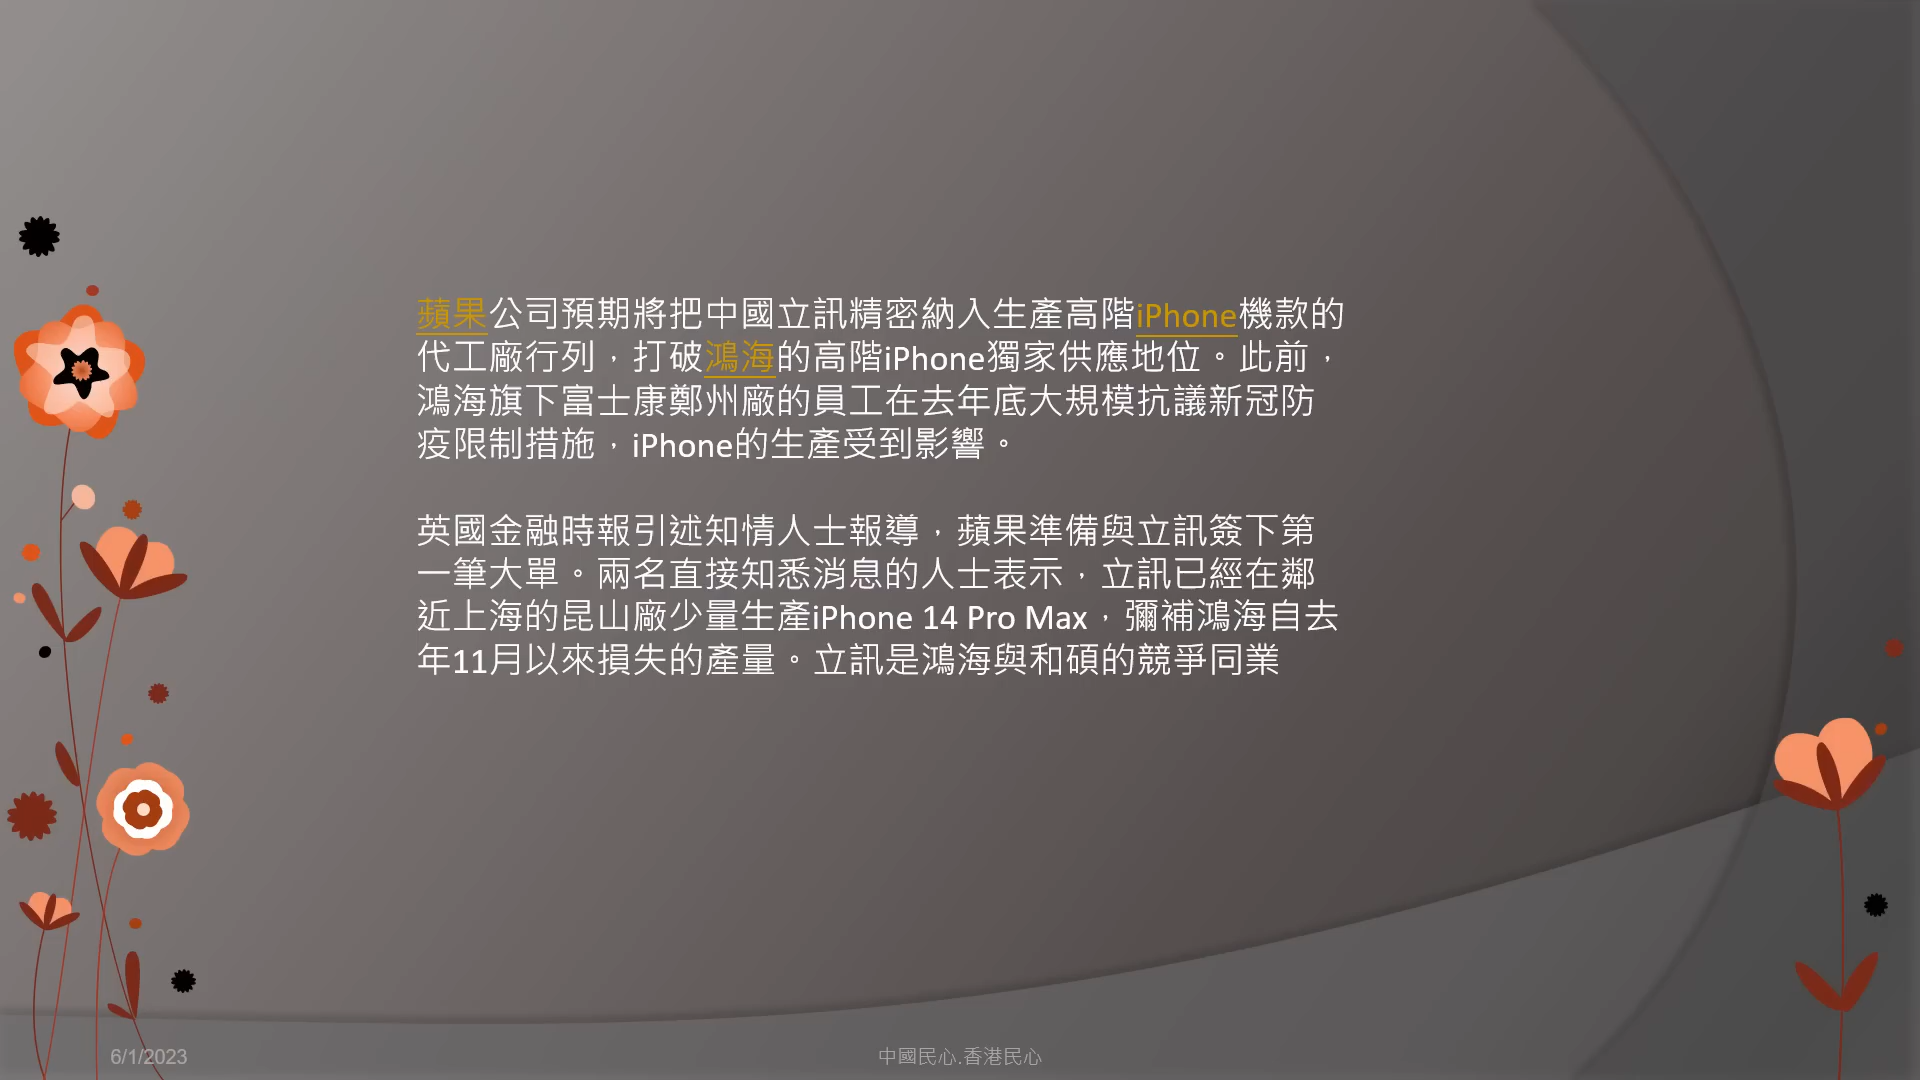 蘋果公司預期將把中國立訊精密納入生產高階iPhone機款的
代工廠行列，打破鴻海的高階iPhone獨家供應地位。此前，
鴻海旗下富士康鄭州廠的員工在去年底大規模抗議新冠防
疫限制措施，iPhone的生產受到影響。
英國金融時報引述知情人士報導，蘋果準備與立訊簽下第
一筆大單。兩名直接知悉消息的人士表示，立訊已經在鄰
近上海的昆山廠少量生產iPhone 14 Pro Max，彌補鴻海自去
年11月以來損失的產量。立訊是鴻海與和碩的競爭同業
6/1/2023
中國民心.香港民心